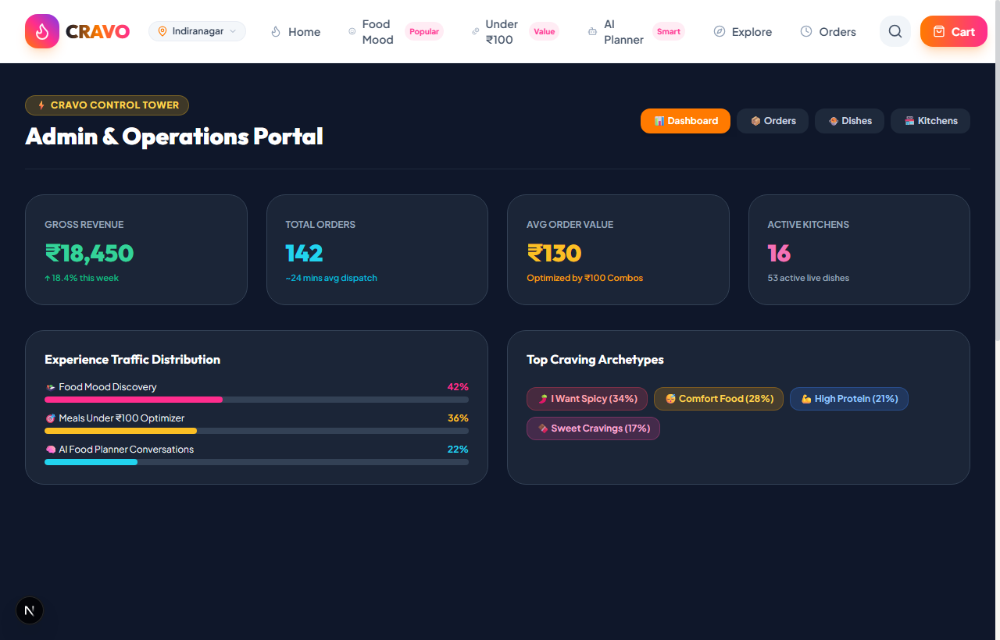 CRAVO
Indiranagar
Home
Food Mood
Popular
Under ₹100
Value
AI Planner
Smart
Explore
Orders
Cart
CRAVO CONTROL TOWER
Admin & Operations Portal
Dashboard
Orders
Dishes
Kitchens
GROSS REVENUE
₹18,450
↑ 18.4% this week
TOTAL ORDERS
142
~24 mins avg dispatch
AVG ORDER VALUE
₹130
Optimized by ₹100 Combos
ACTIVE KITCHENS
16
53 active live dishes
Experience Traffic Distribution
Food Mood Discovery 42%
Meals Under ₹100 Optimizer 36%
AI Food Planner Conversations 22%
Top Craving Archetypes
I Want Spicy (34%)
Comfort Food (28%)
High Protein (21%)
Sweet Cravings (17%)
N